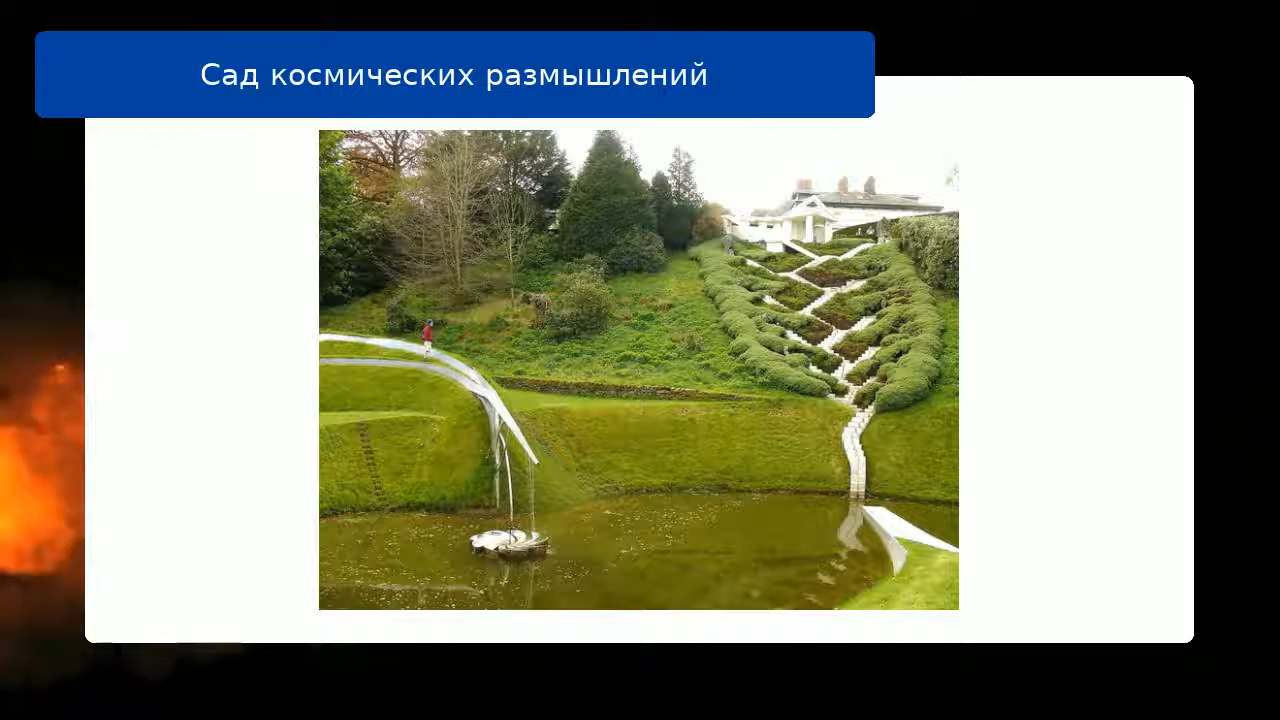 Сад космических размышлений